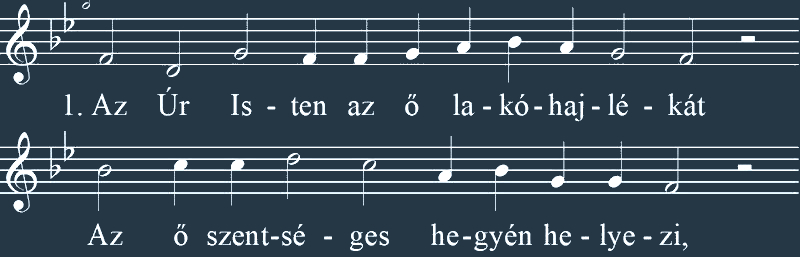 1. Az Úr Is - ten az ő la - kó - haj - lé - kát
Az ő szent-sé - ges he-gyén he - lye - zi,